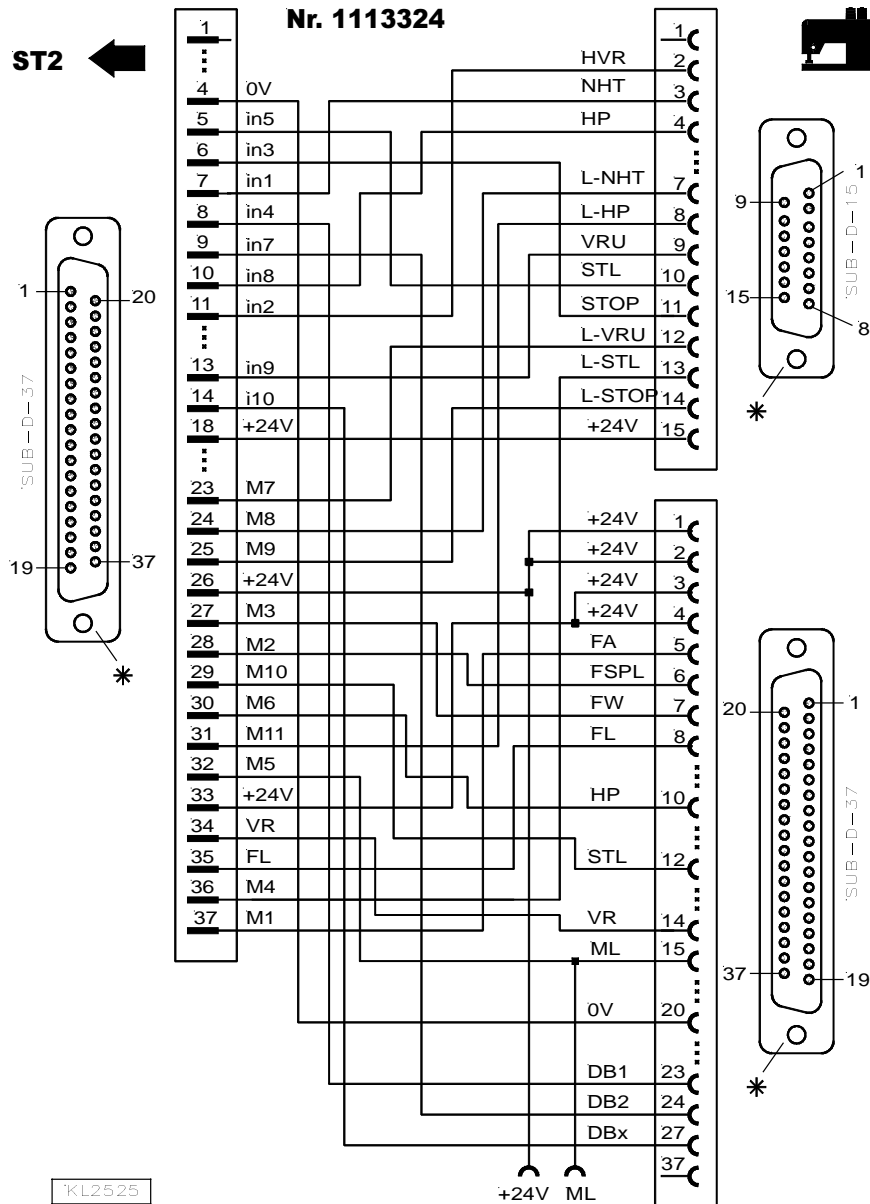 Nr. 1113324
ST2
1
4 0V
5 in5
6 in3
7 in1
8 in4
9 in7
10 in8
11 in2
13 in9
14 i10
18 +24V
23 M7
24 M8
25 M9
26 +24V
27 M3
28 M2
29 M10
30 M6
31 M11
32 M5
33 +24V
34 VR
35 FL
36 M4
37 M1
1
HVR 2
NHT 3
HP 4
L-NHT 7
L-HP 8
VRU 9
STL 10
STOP 11
L-VRU 12
L-STL 13
L-STOP 14
+24V 15
+24V 1
+24V 2
+24V 3
+24V 4
FA 5
FSPL 6
FW 7
FL 8
HP 10
STL 12
VR 14
ML 15
0V 20
DB1 23
DB2 24
DBx 27
37
+24V ML
1 20
SUB-D-37
19 37
*
9 1
SUB-D-15
15 8
*
20 1
SUB-D-37
37 19
*
KL2525